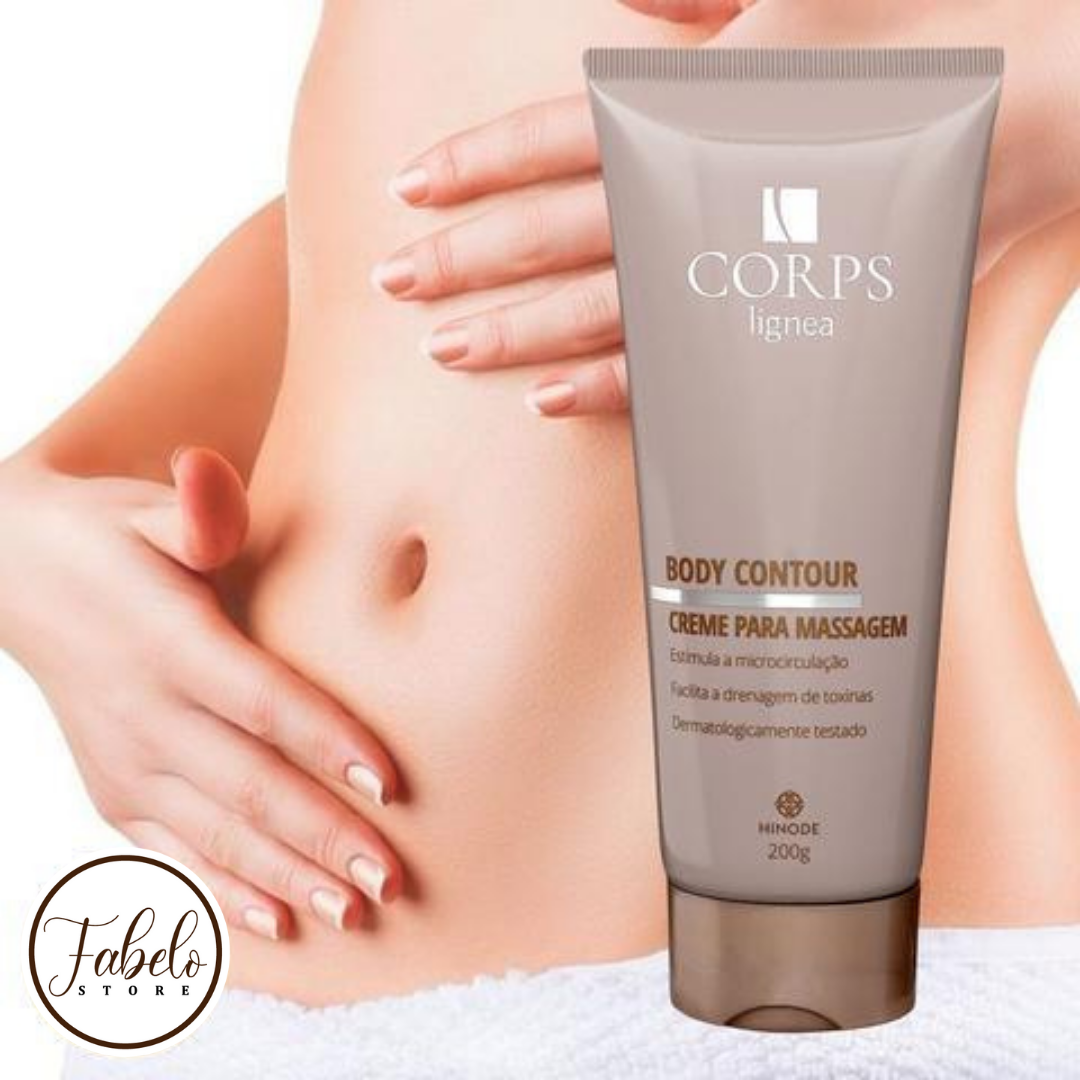 CORPS
lignea
BODY CONTOUR
CREME PARA MASSAGEM
Estimula a microcirculação
Facilita a drenagem de toxinas
Dermatologicamente testado
HINODE
200g
Fabelo
STORE